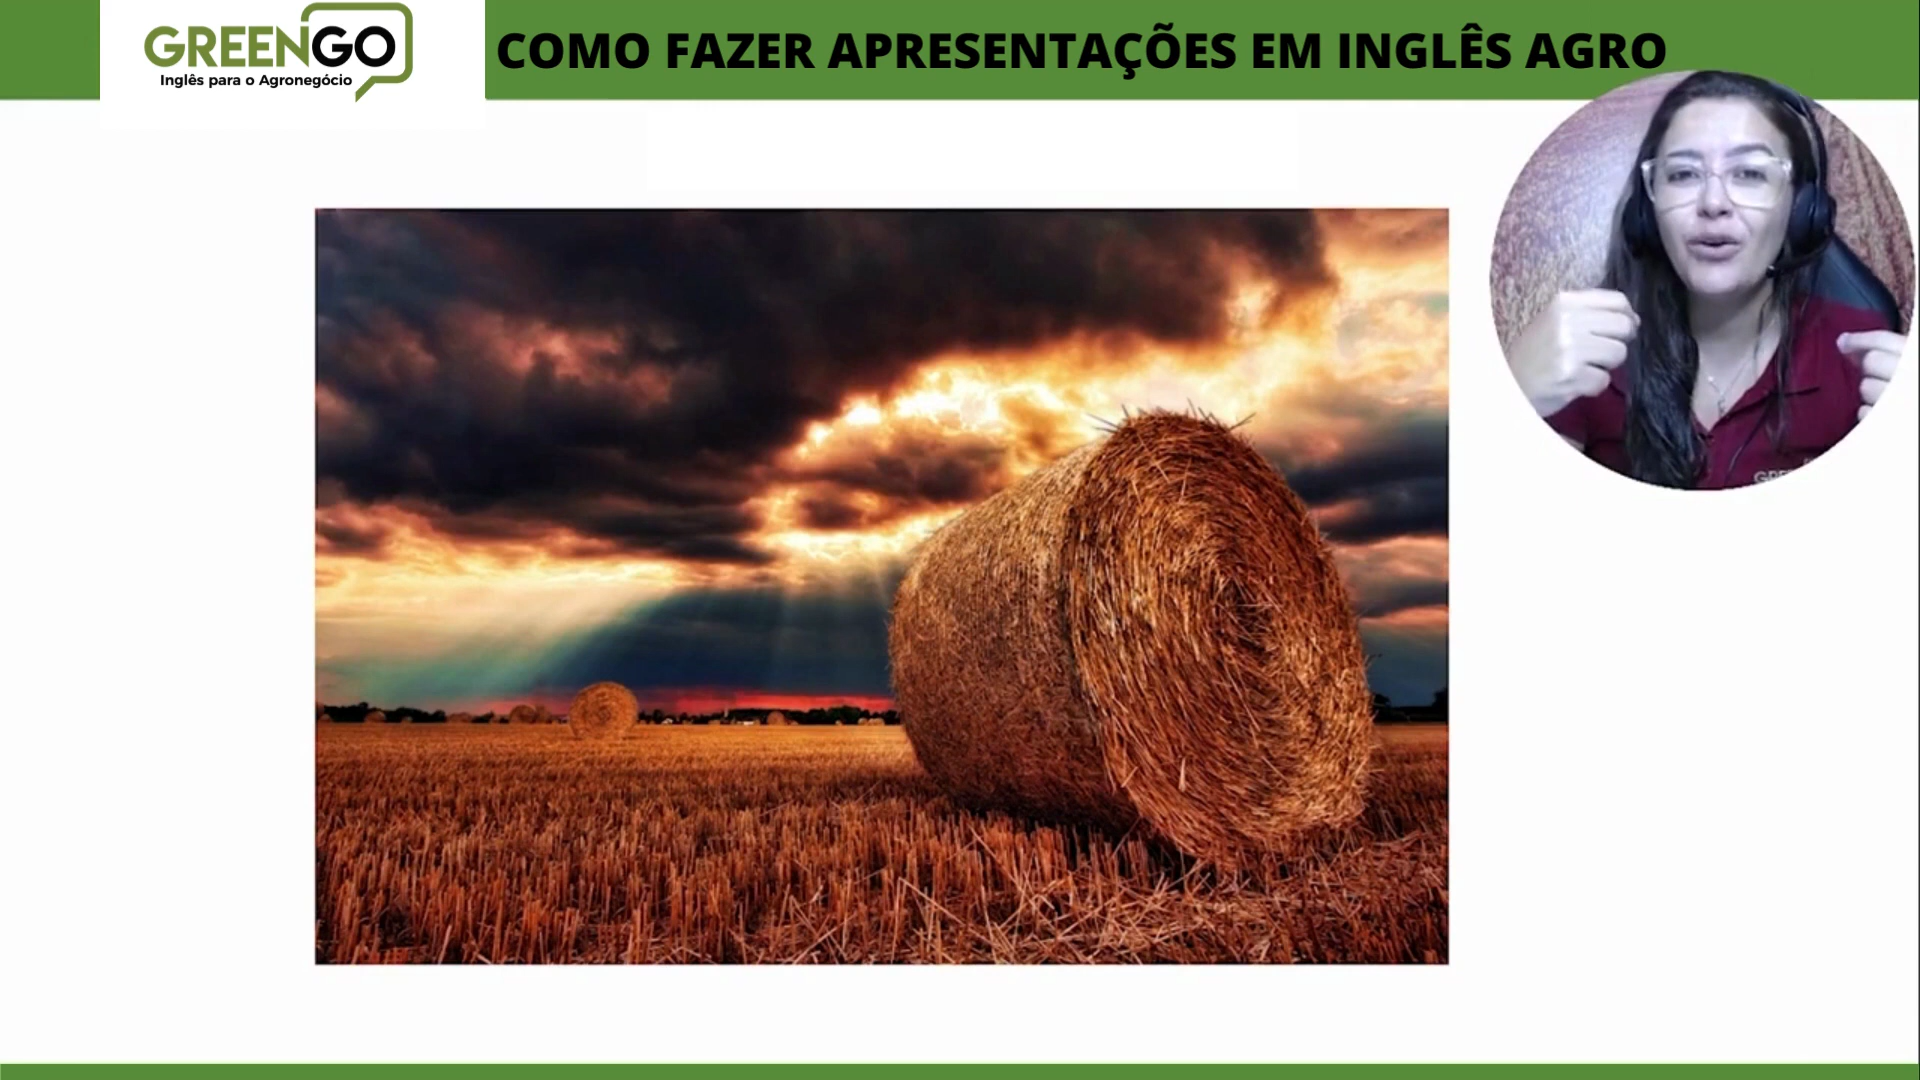 GREENGO
Inglês para o Agronegócio
COMO FAZER APRESENTAÇÕES EM INGLÊS AGRO